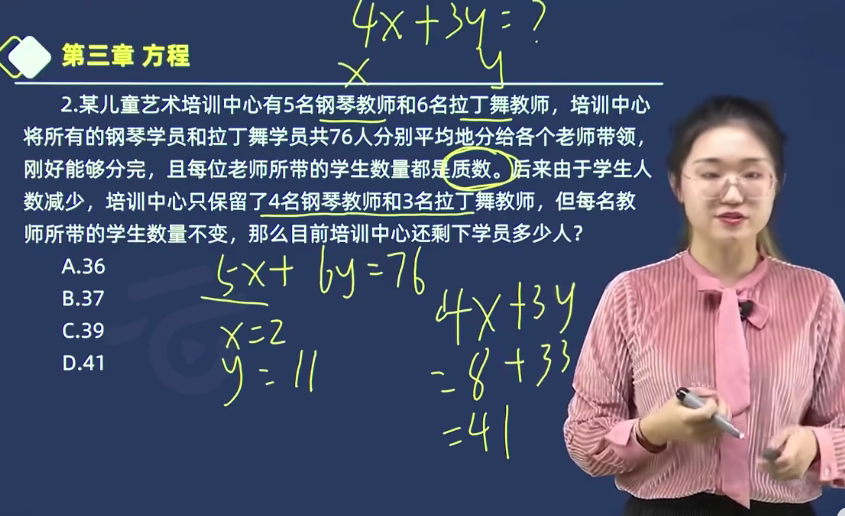 4x+3y=?
x y
第三章 方程
2.某儿童艺术培训中心有5名钢琴教师和6名拉丁舞教师，培训中心
将所有的钢琴学员和拉丁舞学员共76人分别平均地分给各个老师带领，
刚好能够分完，且每位老师所带的学生数量都是质数。后来由于学生人
数减少，培训中心只保留了4名钢琴教师和3名拉丁舞教师，但每名教
师所带的学生数量不变，那么目前培训中心还剩下学员多少人？
A.36
B.37
C.39
D.41
5x+6y=76
x=2
y=11
4x+3y
=8+33
=41